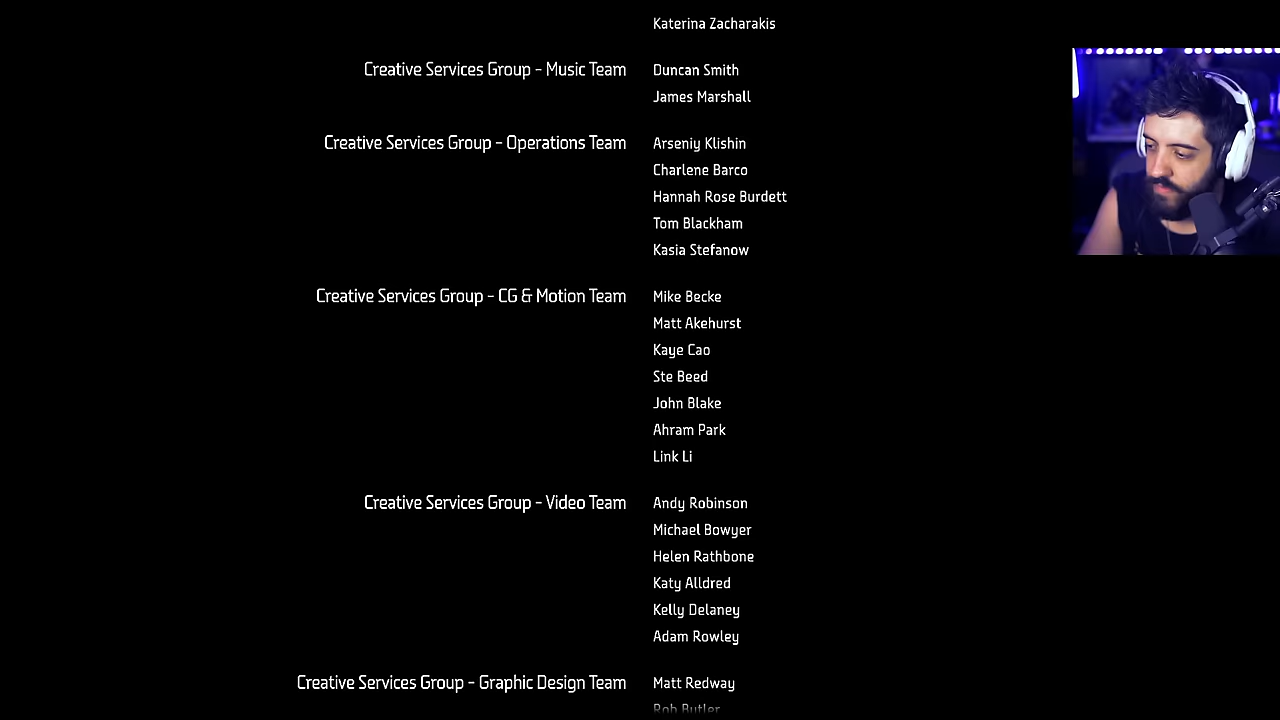 Katerina Zacharakis
Creative Services Group - Music Team Duncan Smith
James Marshall
Creative Services Group - Operations Team Arseniy Klishin
Charlene Barco
Hannah Rose Burdett
Tom Blackham
Kasia Stefanow
Creative Services Group - CG & Motion Team Mike Becke
Matt Akehurst
Kaye Cao
Ste Beed
John Blake
Ahram Park
Link Li
Creative Services Group - Video Team Andy Robinson
Michael Bowyer
Helen Rathbone
Katy Alldred
Kelly Delaney
Adam Rowley
Creative Services Group - Graphic Design Team Matt Redway
Rob Butler